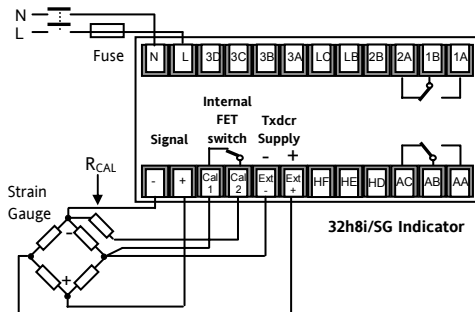 N
L
Fuse
N L 3D 3C 3B 3A LC LB 2B 2A 1B 1A
Internal
FET
switch
Txdcr
Supply
- +
Signal
- + Cal 1 Cal 2 Ext - Ext + HF HE HD AC AB AA
RCAL
Strain
Gauge
32h8i/SG Indicator
-
+